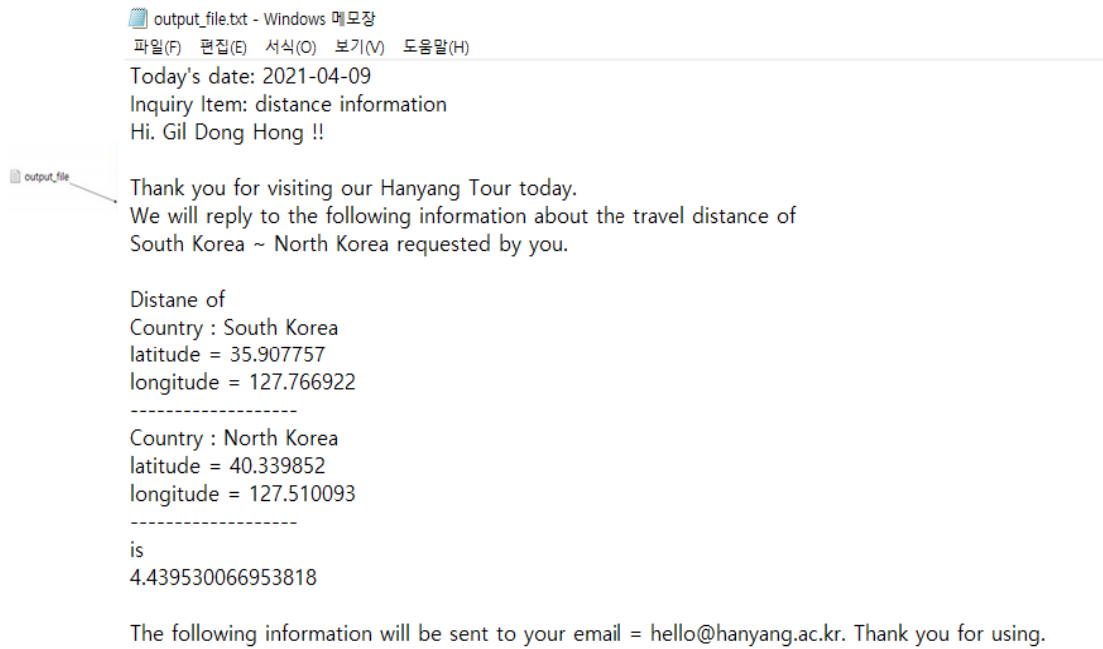 output_file.txt - Windows 메모장
파일(F) 편집(E) 서식(O) 보기(V) 도움말(H)
Today's date: 2021-04-09
Inquiry Item: distance information
Hi. Gil Dong Hong !!
output_file
Thank you for visiting our Hanyang Tour today.
We will reply to the following information about the travel distance of
South Korea ~ North Korea requested by you.
Distane of
Country : South Korea
latitude = 35.907757
longitude = 127.766922
-------------------
Country : North Korea
latitude = 40.339852
longitude = 127.510093
-------------------
is
4.439530066953818
The following information will be sent to your email = hello@hanyang.ac.kr. Thank you for using.